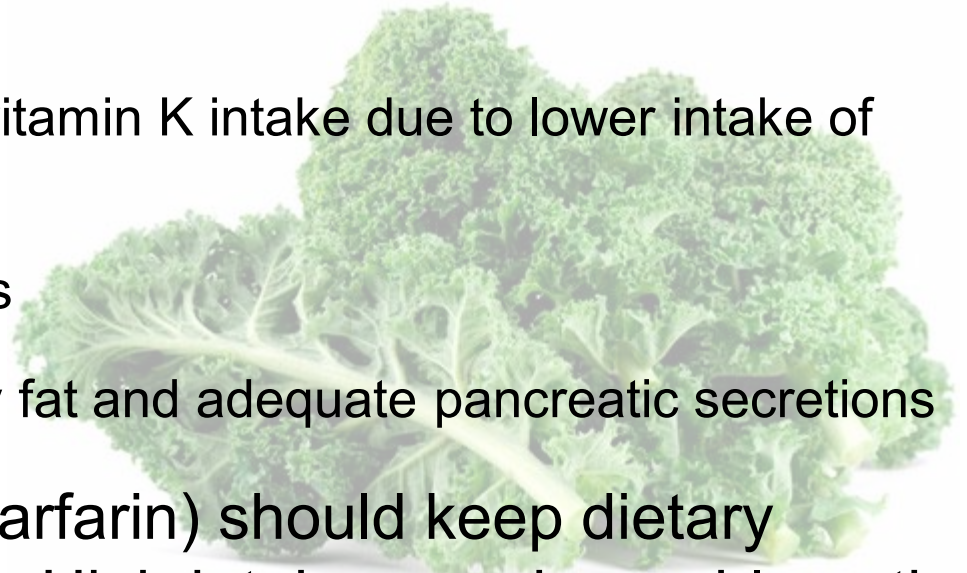 itamin K intake due to lower intake of
s
fat and adequate pancreatic secretions
arfarin) should keep dietary